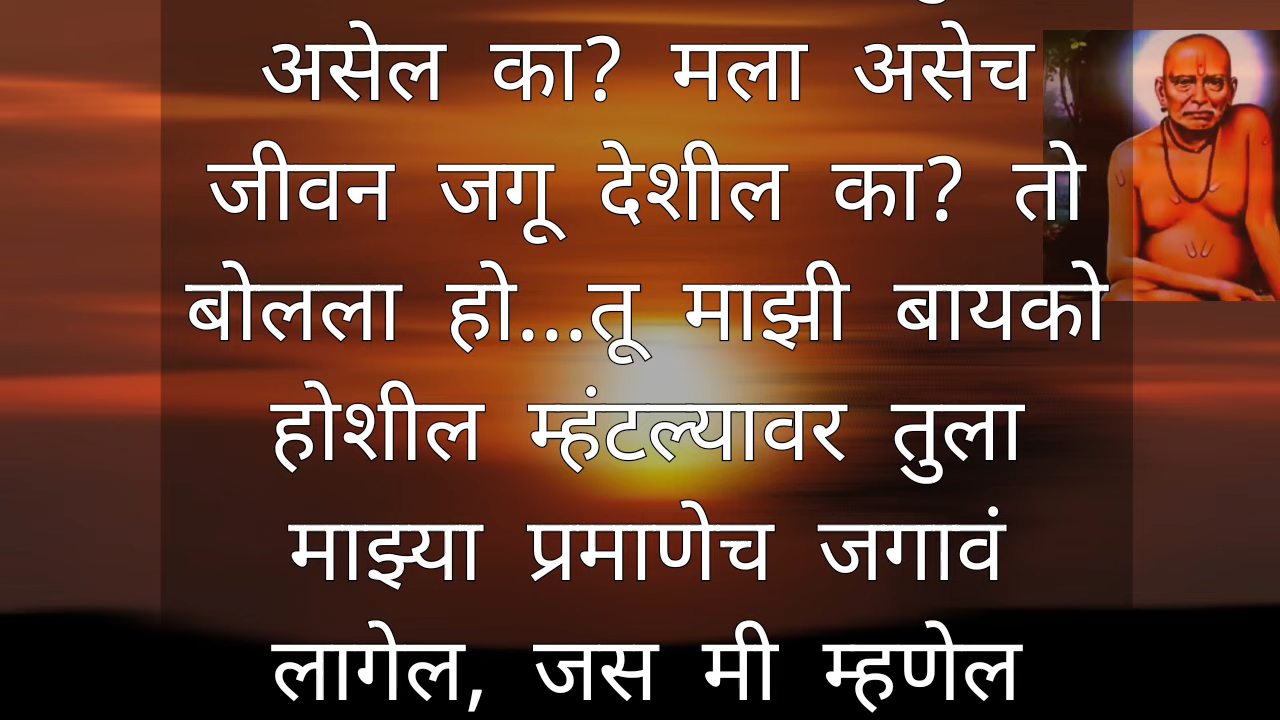 असेल का? मला असेच
जीवन जगू देशील का? तो
बोलला हो...तू माझी बायको
होशील म्हंटल्यावर तुला
माझ्या प्रमाणेच जगावं
लागेल, जस मी म्हणेल